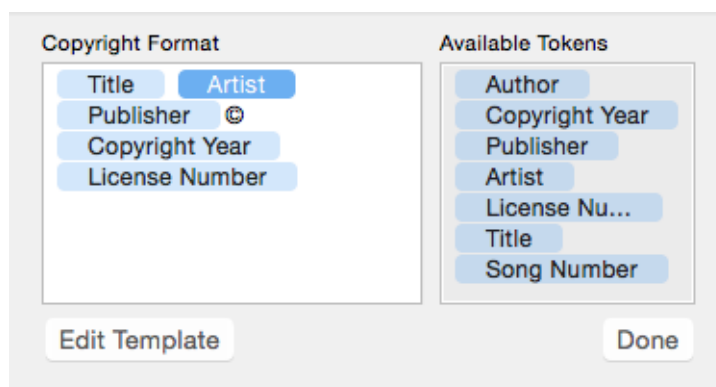 Copyright Format
Title Artist
Publisher ©
Copyright Year
License Number
Edit Template
Available Tokens
Author
Copyright Year
Publisher
Artist
License Nu...
Title
Song Number
Done